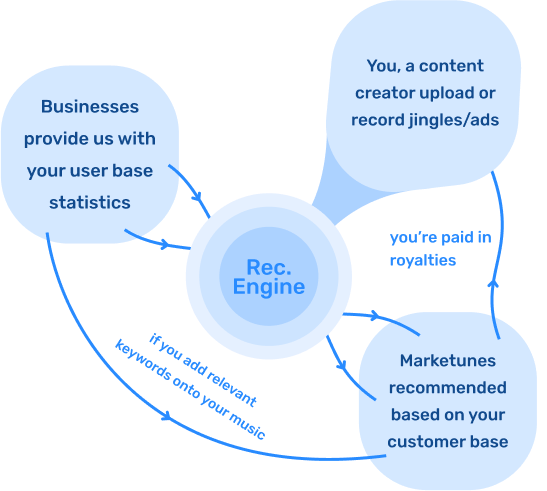 You, a content
creator upload or
record jingles/ads
Businesses
provide us with
your user base
statistics
you're paid in
royalties
Rec.
Engine
if you add relevant
keywords onto your music
Marketunes
recommended
based on your
customer base